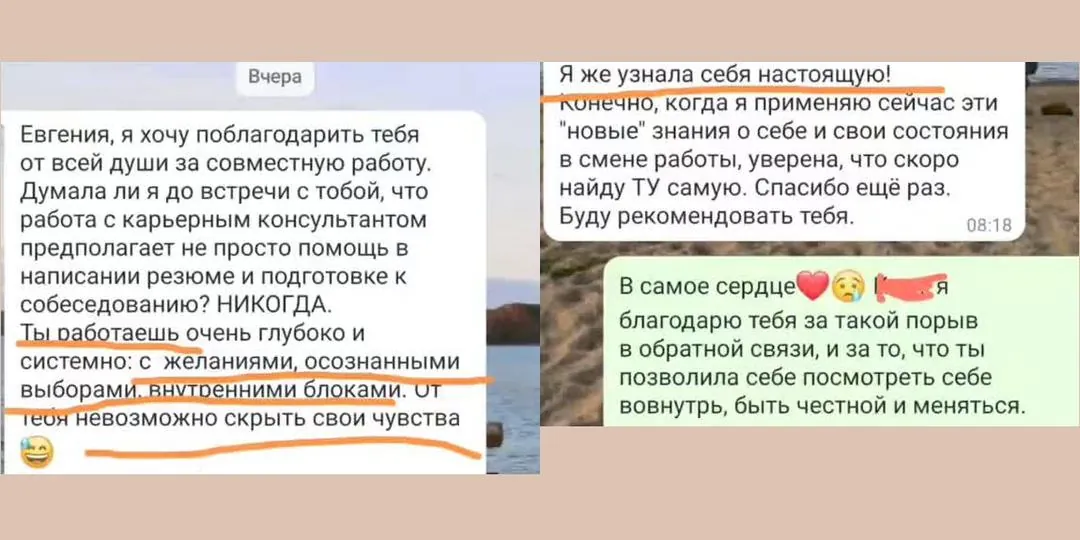 Вчера
Евгения, я хочу поблагодарить тебя
от всей души за совместную работу.
Думала ли я до встречи с тобой, что
работа с карьерным консультантом
предполагает не просто помощь в
написании резюме и подготовке к
собеседованию? НИКОГДА.
Ты работаешь очень глубоко и
системно: с желаниями, осознанными
выборами, внутренними блоками. От
тебя невозможно скрыть свои чувства
😅
Я же узнала себя настоящую!
Конечно, когда я применяю сейчас эти
"новые" знания о себе и свои состояния
в смене работы, уверена, что скоро
найду ТУ самую. Спасибо ещё раз.
Буду рекомендовать тебя.
08:18
В самое сердце❤️😢 я
благодарю тебя за такой порыв
в обратной связи, и за то, что ты
позволила себе посмотреть себе
вовнутрь, быть честной и меняться.